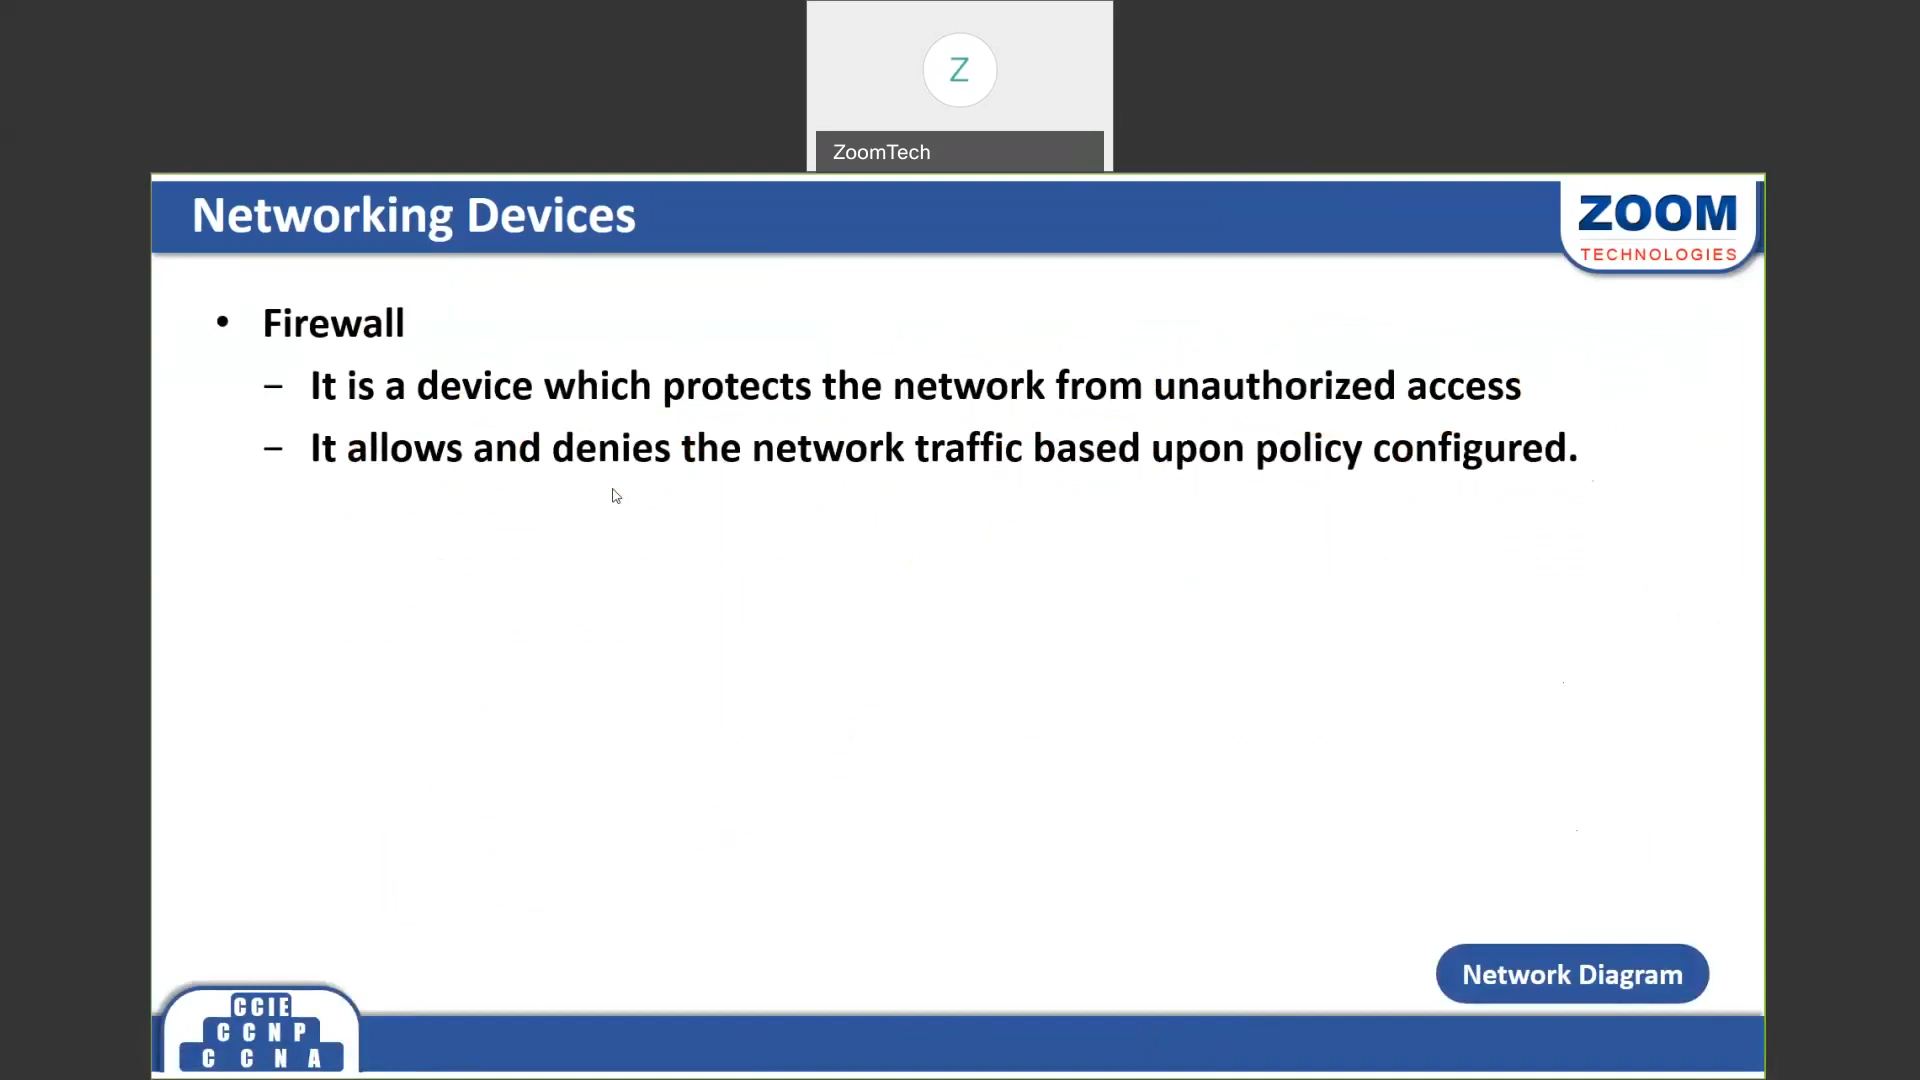 Z
ZoomTech
Networking Devices
ZOOM
TECHNOLOGIES
• Firewall
– It is a device which protects the network from unauthorized access
– It allows and denies the network traffic based upon policy configured.
Network Diagram
CCIE
CCNP
CCNA